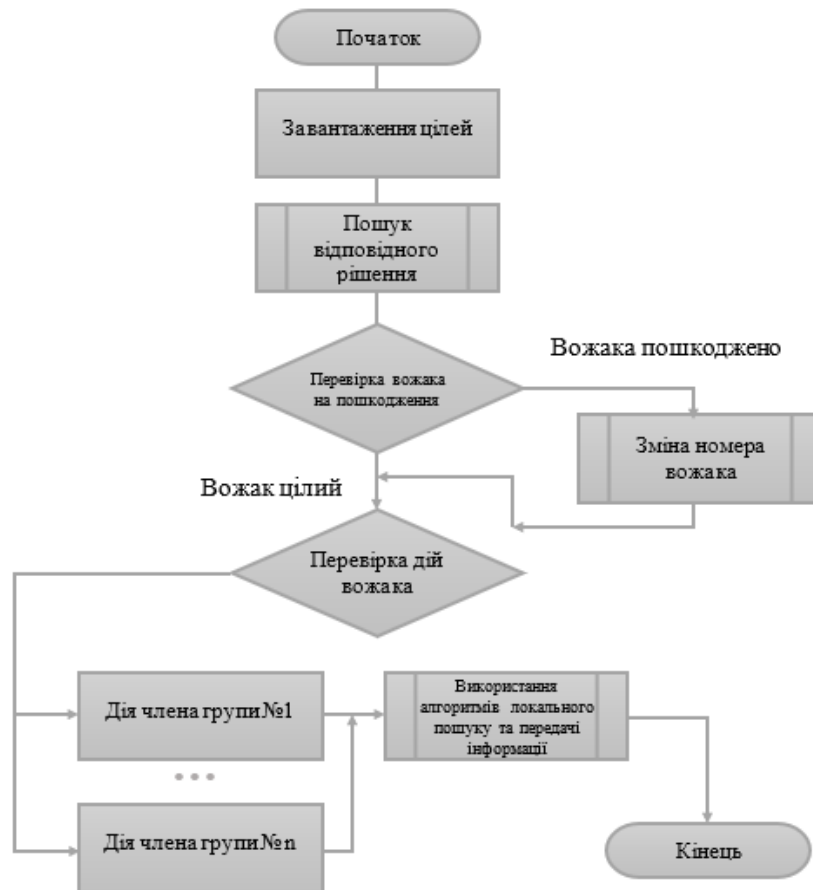 Початок
Завантаження цілей
Пошук
відповідного
рішення
Вожака пошкоджено
Перевірка вожака
на пошкодження
Зміна номера
вожака
Вожак цілий
Перевірка дій
вожака
Дія члена групи №1
Використання
алгоритмів локального
пошуку та передачі
інформації
...
Дія члена групи №n
Кінець